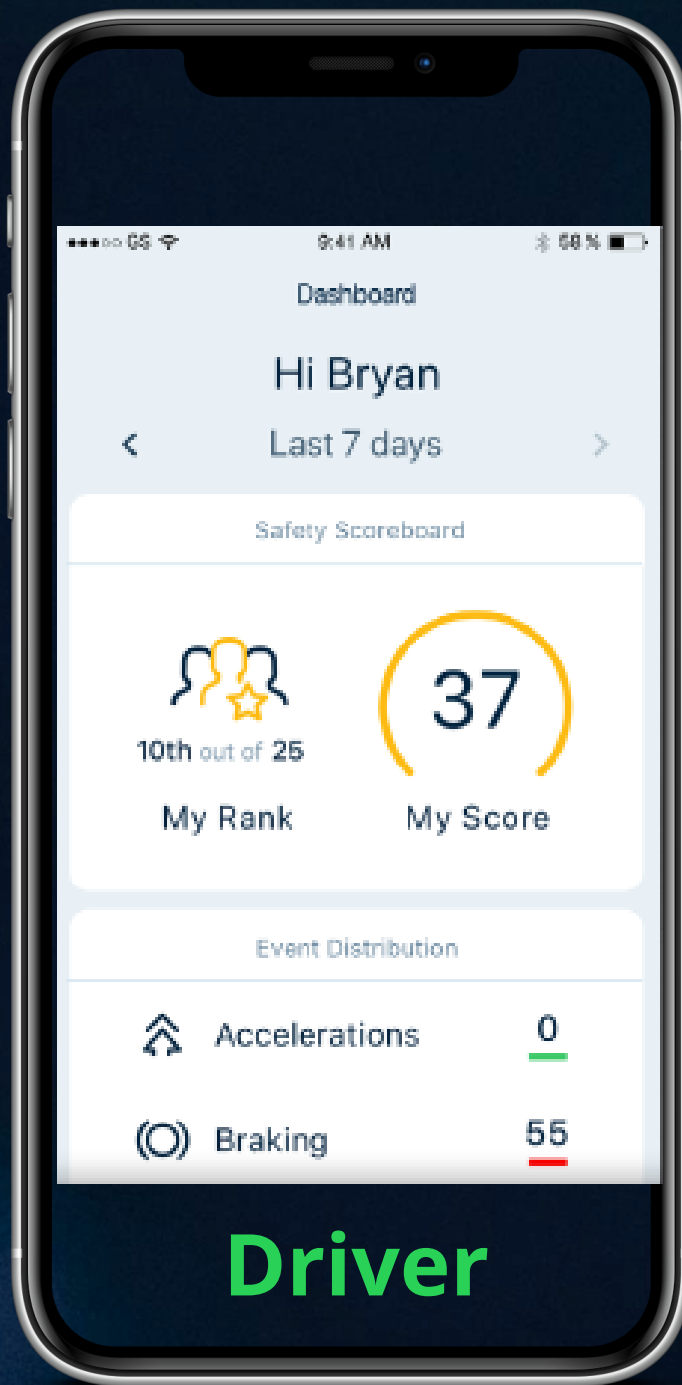 GS 9:41 AM 58 %
Dashboard
Hi Bryan
Last 7 days
Safety Scoreboard
37
10th out of 25
My Rank My Score
Event Distribution
Accelerations 0
Braking 55
Driver